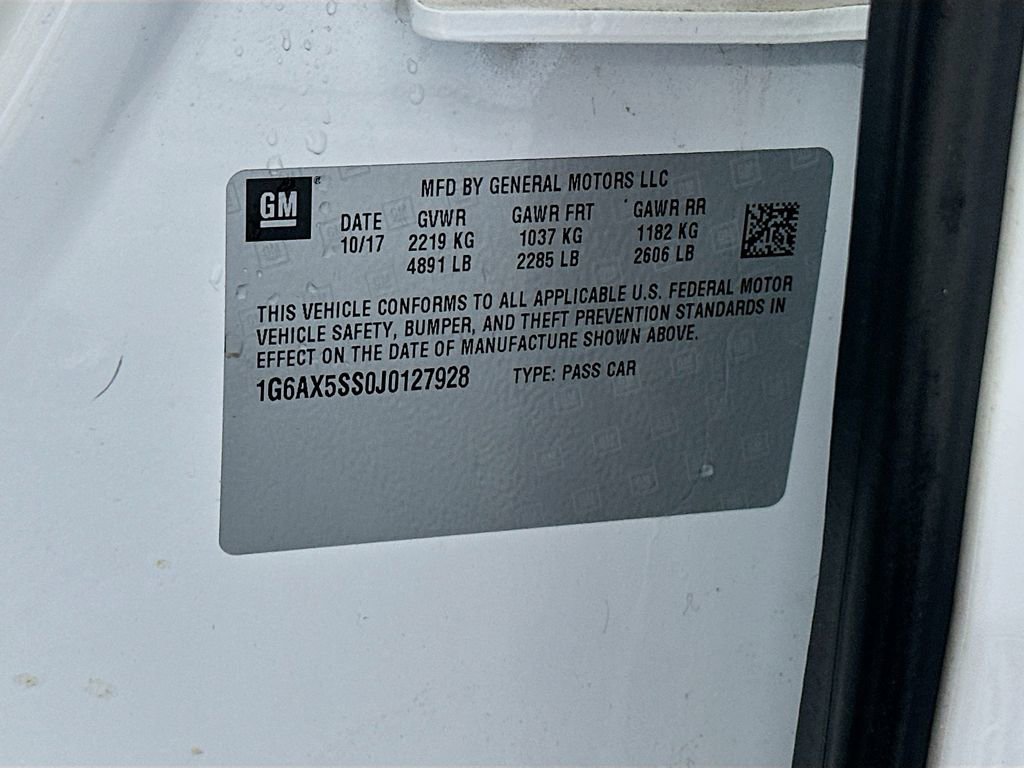 GM
MFD BY GENERAL MOTORS LLC
DATE GVWR GAWR FRT GAWR RR
10/17 2219 KG 1037 KG 1182 KG
4891 LB 2285 LB 2606 LB
THIS VEHICLE CONFORMS TO ALL APPLICABLE U.S. FEDERAL MOTOR
VEHICLE SAFETY, BUMPER, AND THEFT PREVENTION STANDARDS IN
EFFECT ON THE DATE OF MANUFACTURE SHOWN ABOVE.
1G6AX5SS0J0127928 TYPE: PASS CAR